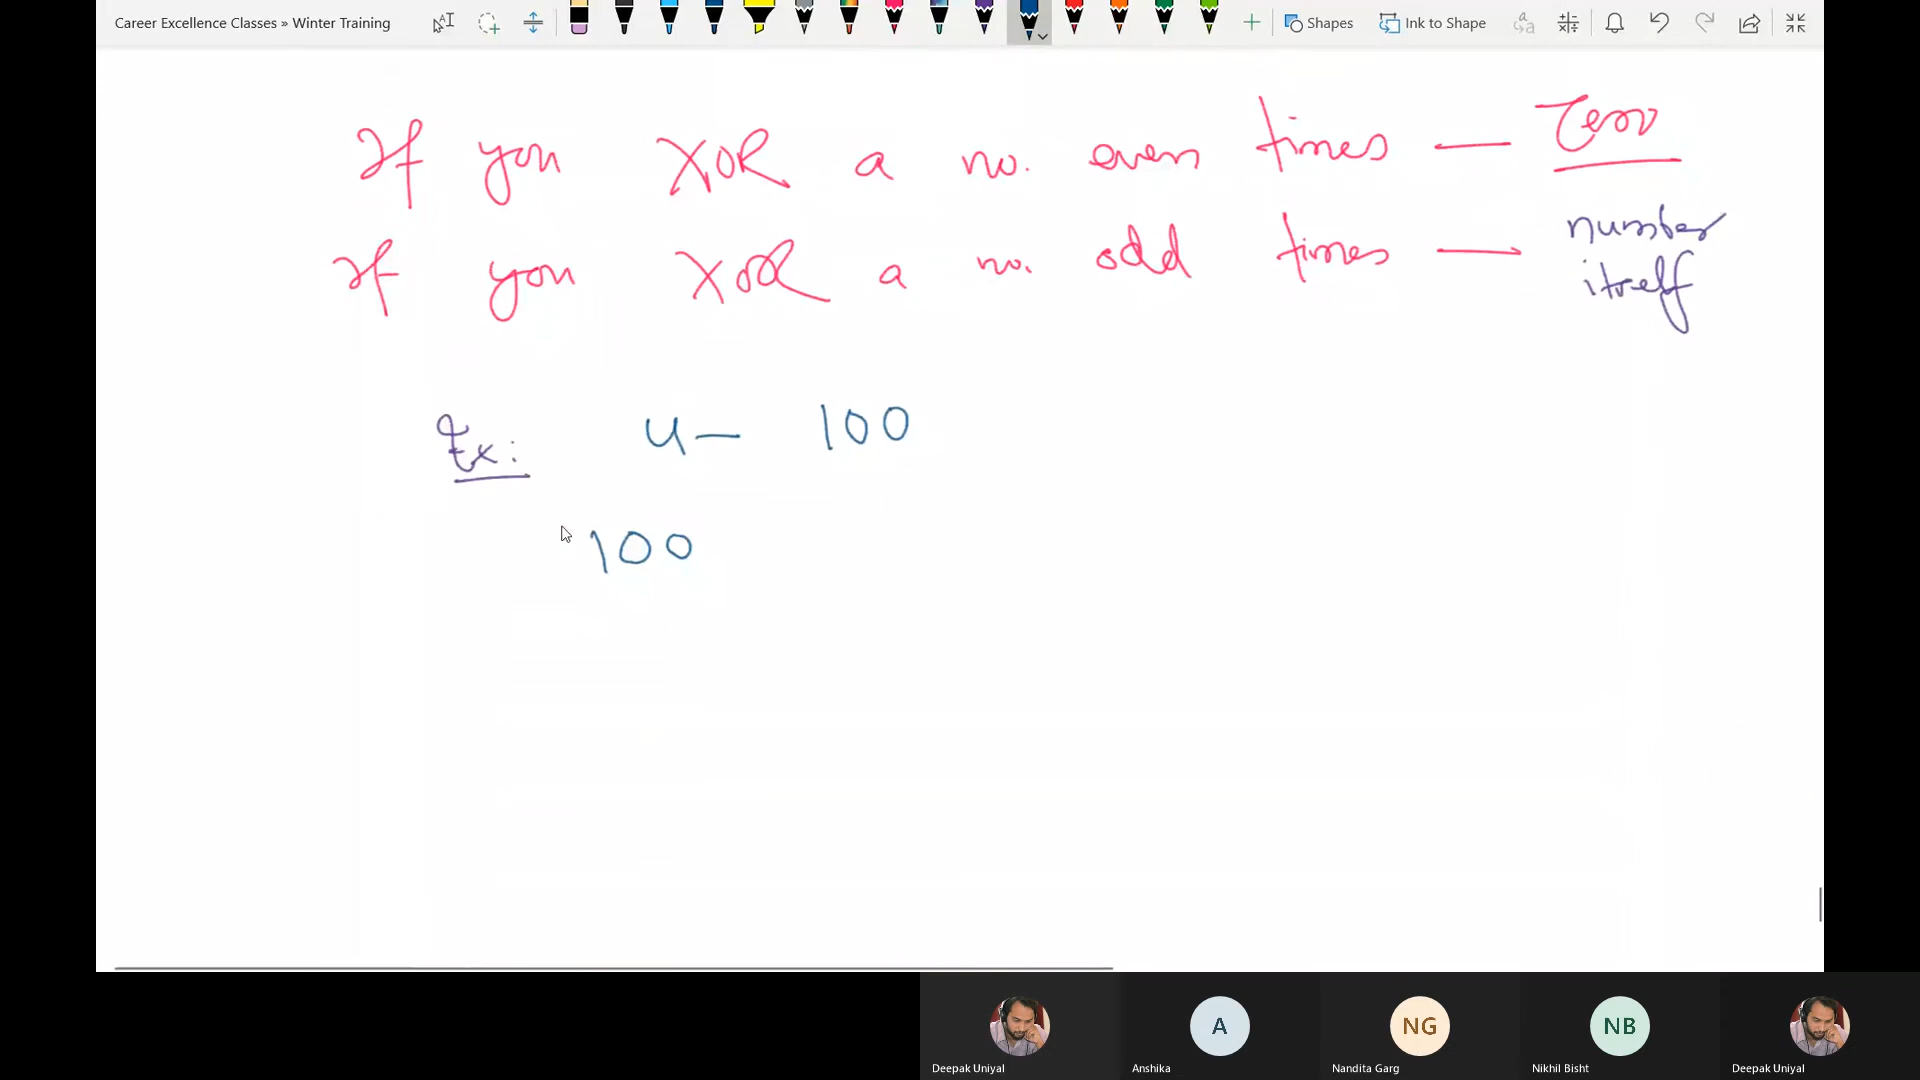 Career Excellence Classes » Winter Training
Shapes
Ink to Shape
If you XOR a no. even times — Zero
If you XOR a no. odd times — number itself
Ex: 4 — 100
100
Deepak Uniyal
A
Anshika
NG
Nandita Garg
NB
Nikhil Bisht
Deepak Uniyal